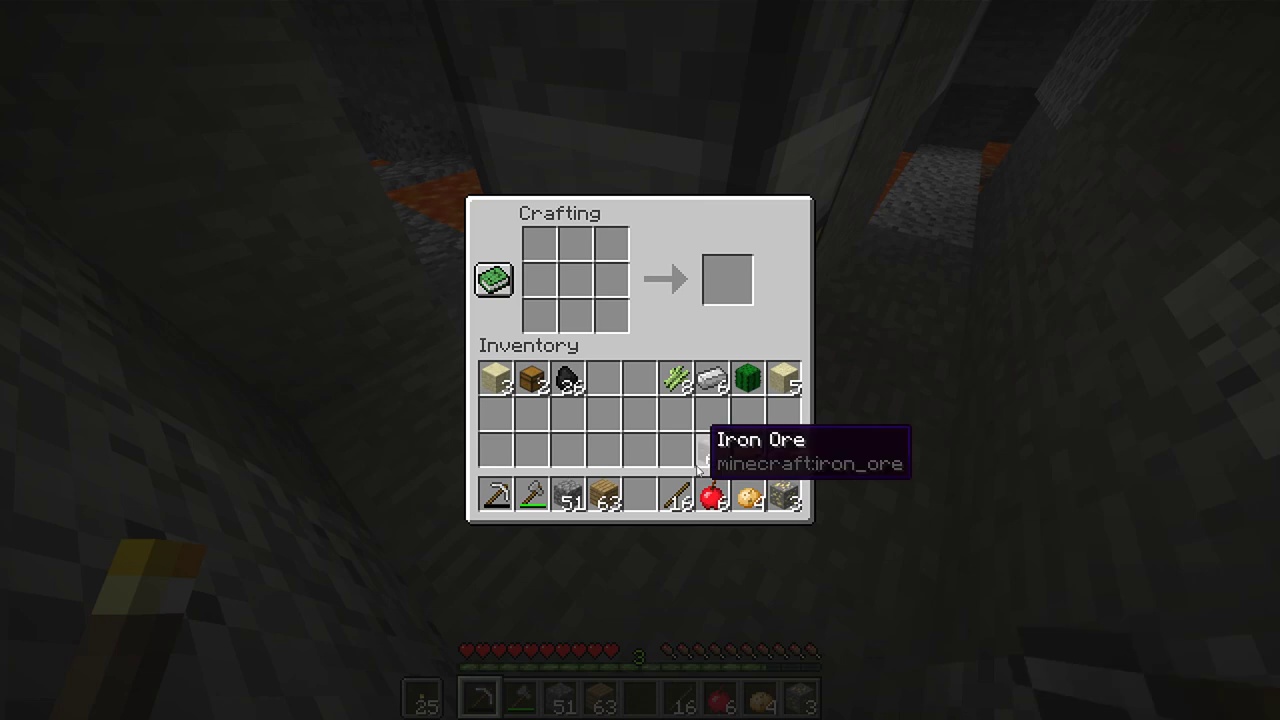 Crafting
Inventory
3 2 26 8 6 5
Iron Ore
minecraft:iron_ore
51 63 16 6 4 3
3
25 51 63 16 6 4 3